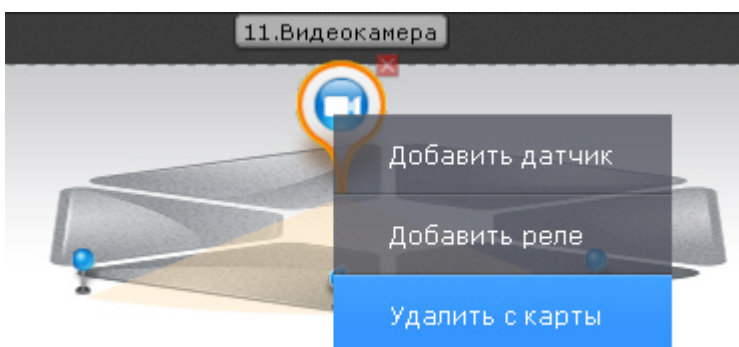 11.Видеокамера
Добавить датчик
Добавить реле
Удалить с карты